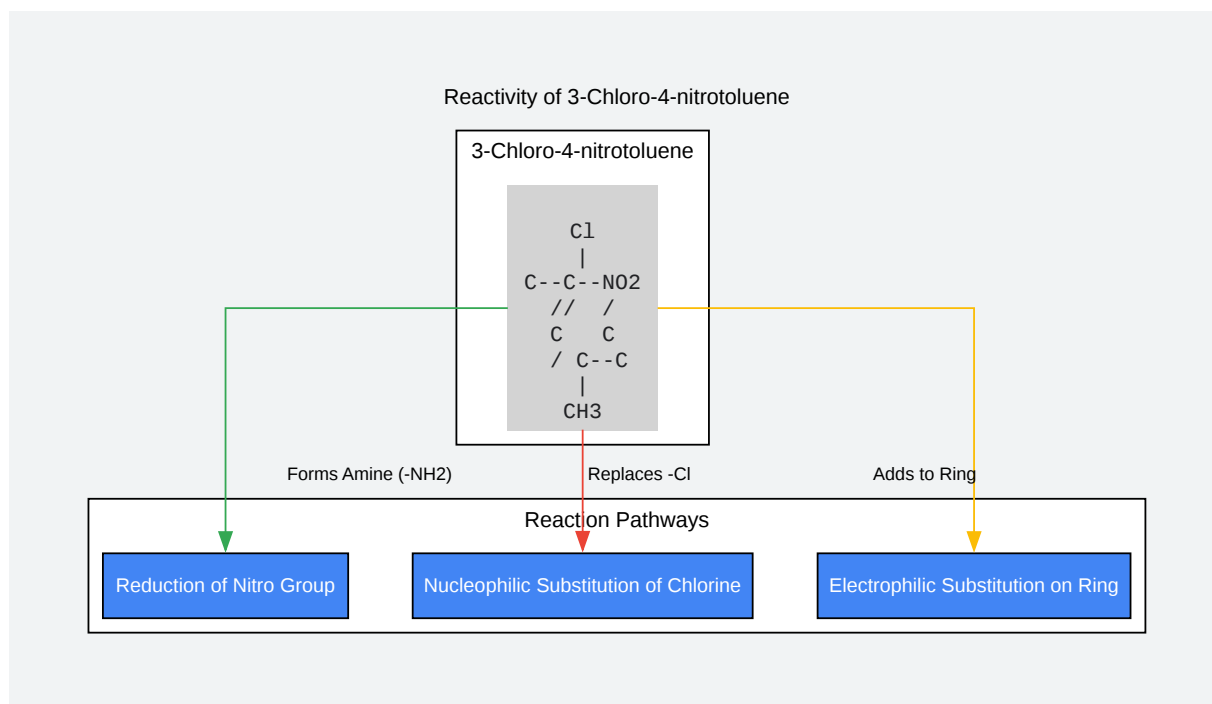 Reactivity of 3-Chloro-4-nitrotoluene
3-Chloro-4-nitrotoluene
Cl
|
C--C--NO2
// /
C C
/ C--C
|
CH3
Forms Amine (-NH2)
Replaces -Cl
Adds to Ring
Reaction Pathways
Reduction of Nitro Group
Nucleophilic Substitution of Chlorine
Electrophilic Substitution on Ring